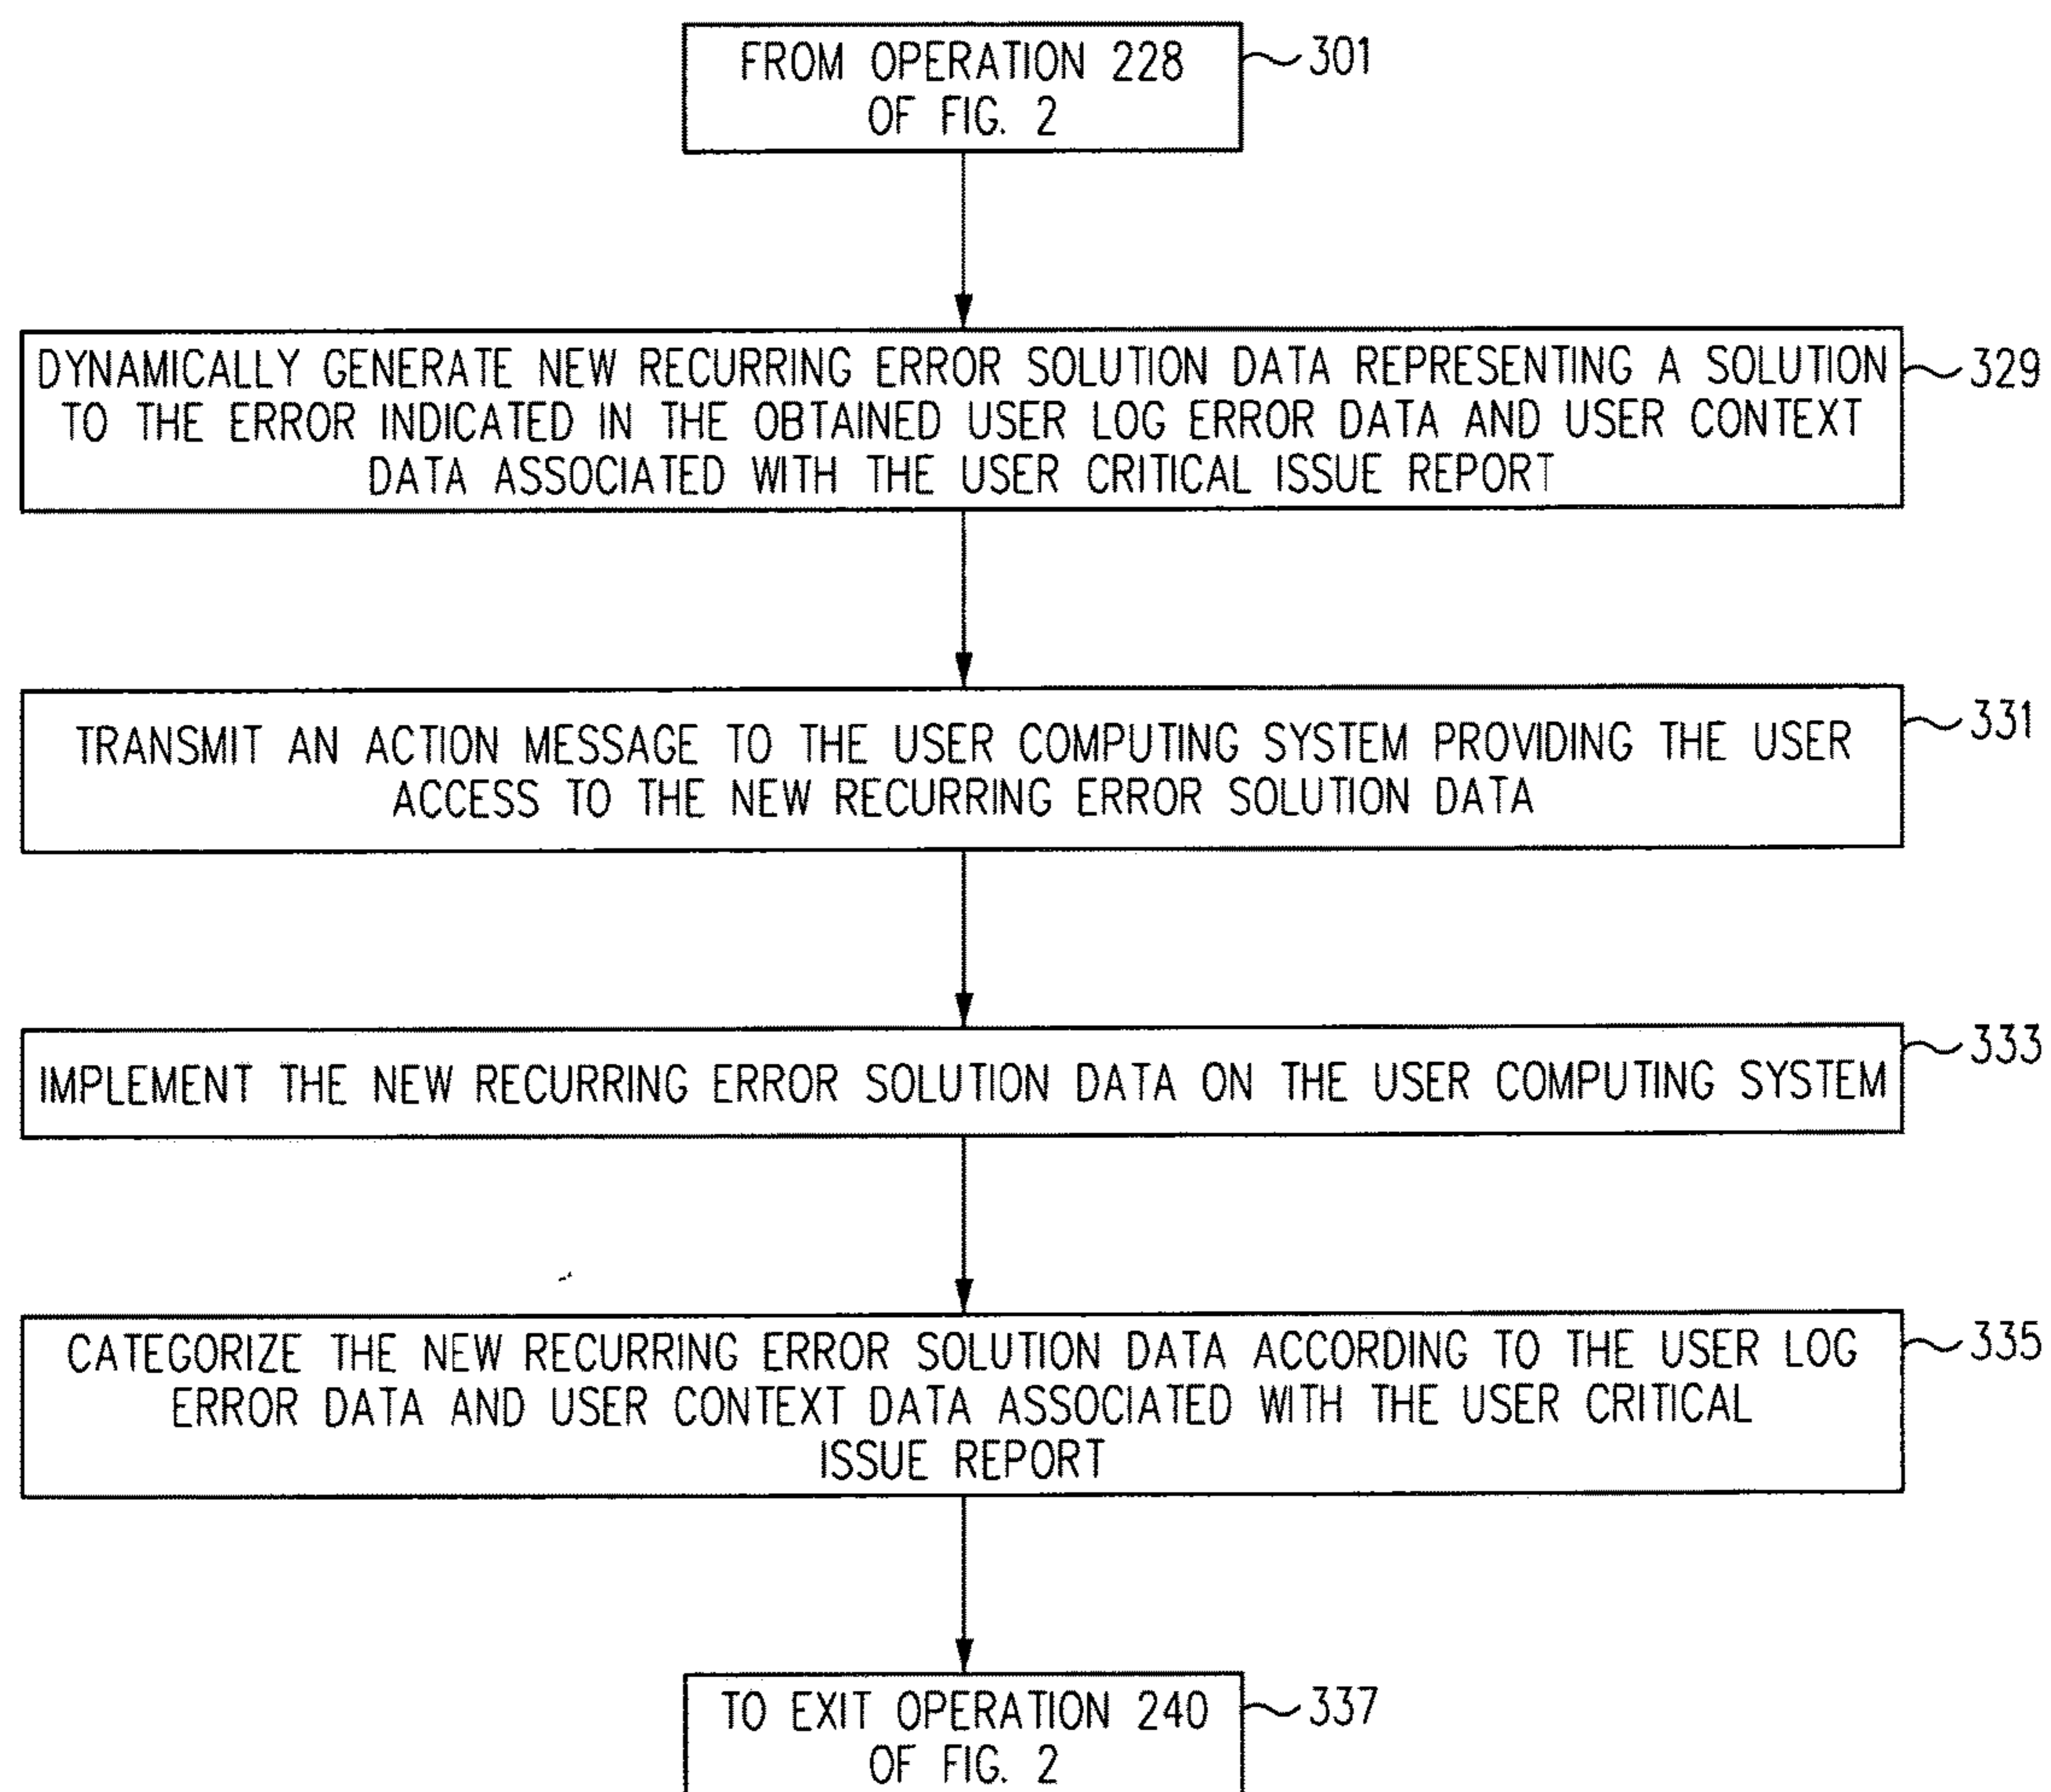 FROM OPERATION 228
OF FIG. 2
301
DYNAMICALLY GENERATE NEW RECURRING ERROR SOLUTION DATA REPRESENTING A SOLUTION
TO THE ERROR INDICATED IN THE OBTAINED USER LOG ERROR DATA AND USER CONTEXT
DATA ASSOCIATED WITH THE USER CRITICAL ISSUE REPORT
329
TRANSMIT AN ACTION MESSAGE TO THE USER COMPUTING SYSTEM PROVIDING THE USER
ACCESS TO THE NEW RECURRING ERROR SOLUTION DATA
331
IMPLEMENT THE NEW RECURRING ERROR SOLUTION DATA ON THE USER COMPUTING SYSTEM
333
CATEGORIZE THE NEW RECURRING ERROR SOLUTION DATA ACCORDING TO THE USER LOG
ERROR DATA AND USER CONTEXT DATA ASSOCIATED WITH THE USER CRITICAL
ISSUE REPORT
335
TO EXIT OPERATION 240
OF FIG. 2
337